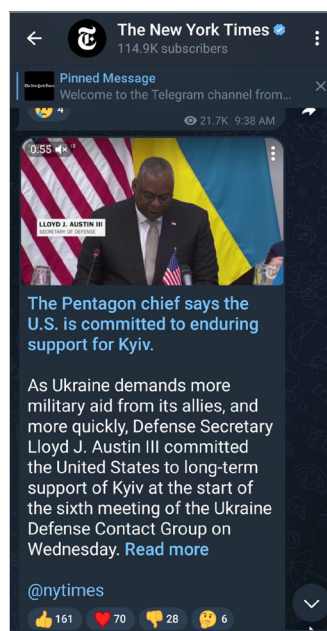 The New York Times
114.9K subscribers
Pinned Message
Welcome to the Telegram channel from...
4
21.7K 9:38 AM
0:55
LLOYD J. AUSTIN III
SECRETARY OF DEFENSE
The Pentagon chief says the
U.S. is committed to enduring
support for Kyiv.
As Ukraine demands more
military aid from its allies, and
more quickly, Defense Secretary
Lloyd J. Austin III committed
the United States to long-term
support of Kyiv at the start of
the sixth meeting of the Ukraine
Defense Contact Group on
Wednesday. Read more
@nytimes
161 70 28 6